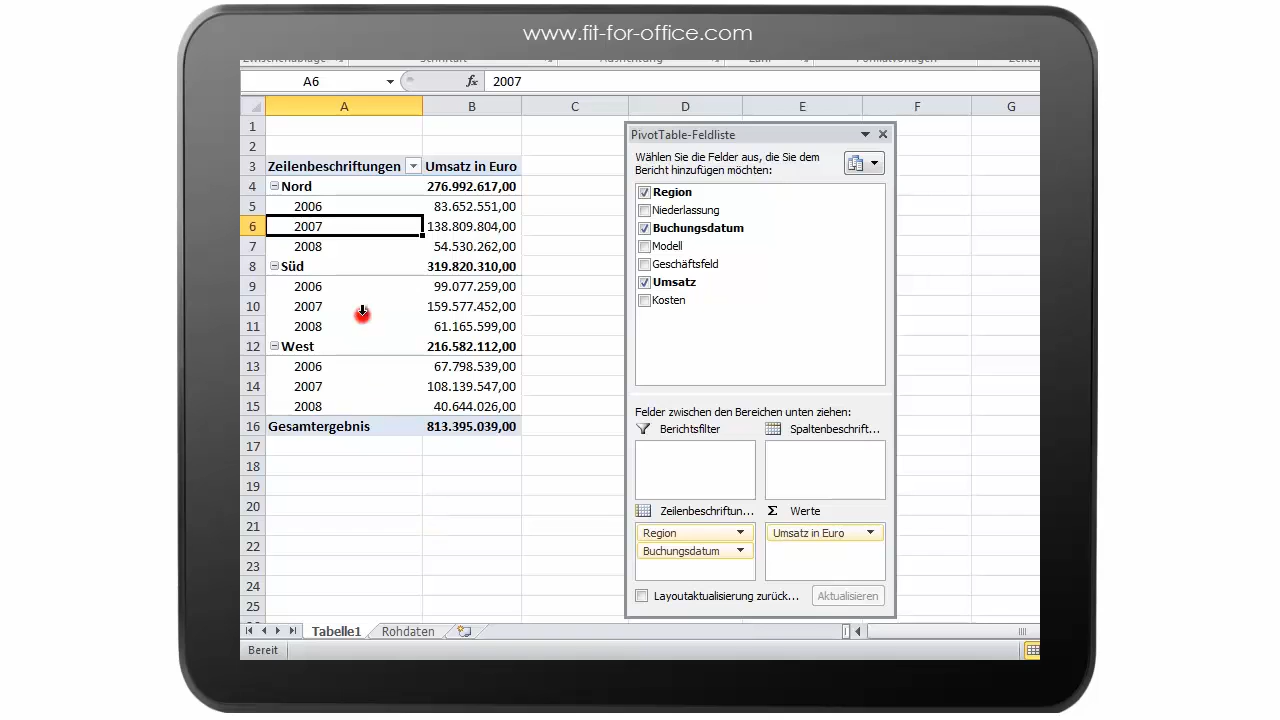 www.fit-for-office.com
Zwischenablage Schriftart Ausrichtung Zahl Formatvorlagen Zellen
A6 fx 2007
A B C D E F G
1
2
3 Zeilenbeschriftungen Umsatz in Euro
4 Nord 276.992.617,00
5 2006 83.652.551,00
6 2007 138.809.804,00
7 2008 54.530.262,00
8 Süd 319.820.310,00
9 2006 99.077.259,00
10 2007 159.577.452,00
11 2008 61.165.599,00
12 West 216.582.112,00
13 2006 67.798.539,00
14 2007 108.139.547,00
15 2008 40.644.026,00
16 Gesamtergebnis 813.395.039,00
17
18
19
20
21
22
23
24
25
PivotTable-Feldliste
Wählen Sie die Felder aus, die Sie dem
Bericht hinzufügen möchten:
Region
Niederlassung
Buchungsdatum
Modell
Geschäftsfeld
Umsatz
Kosten
Felder zwischen den Bereichen unten ziehen:
Berichtsfilter Spaltenbeschrift...
Zeilenbeschriftun... Σ Werte
Region Umsatz in Euro
Buchungsdatum
Layoutaktualisierung zurück... Aktualisieren
Tabelle1 Rohdaten
Bereit